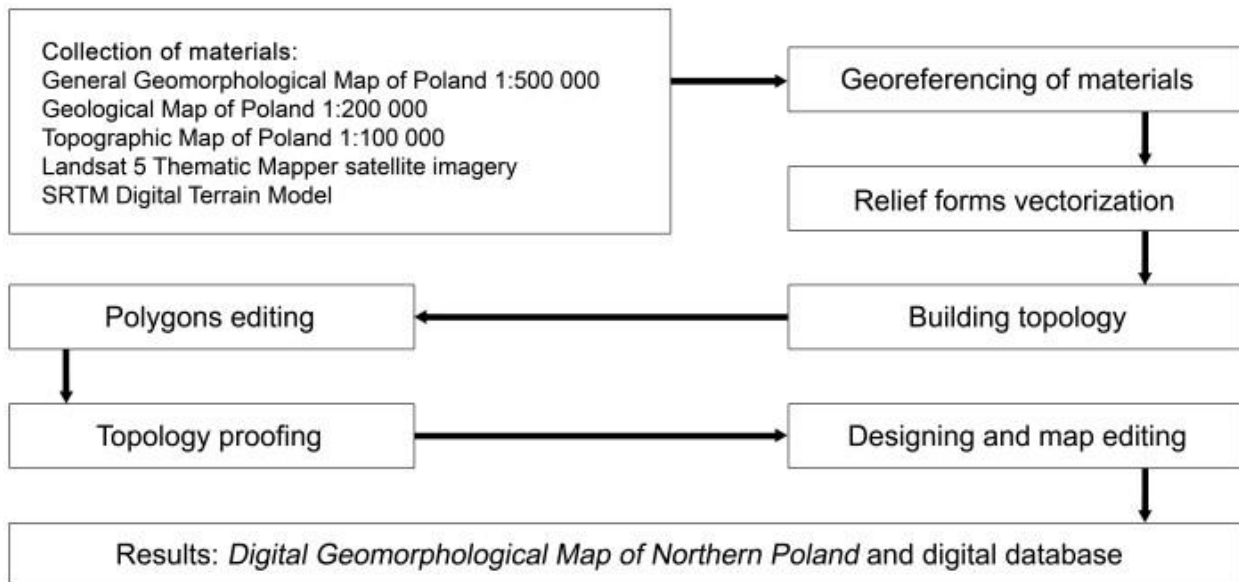 Collection of materials:
General Geomorphological Map of Poland 1:500 000
Geological Map of Poland 1:200 000
Topographic Map of Poland 1:100 000
Landsat 5 Thematic Mapper satellite imagery
SRTM Digital Terrain Model
Georeferencing of materials
Relief forms vectorization
Building topology
Polygons editing
Topology proofing
Designing and map editing
Results: Digital Geomorphological Map of Northern Poland and digital database